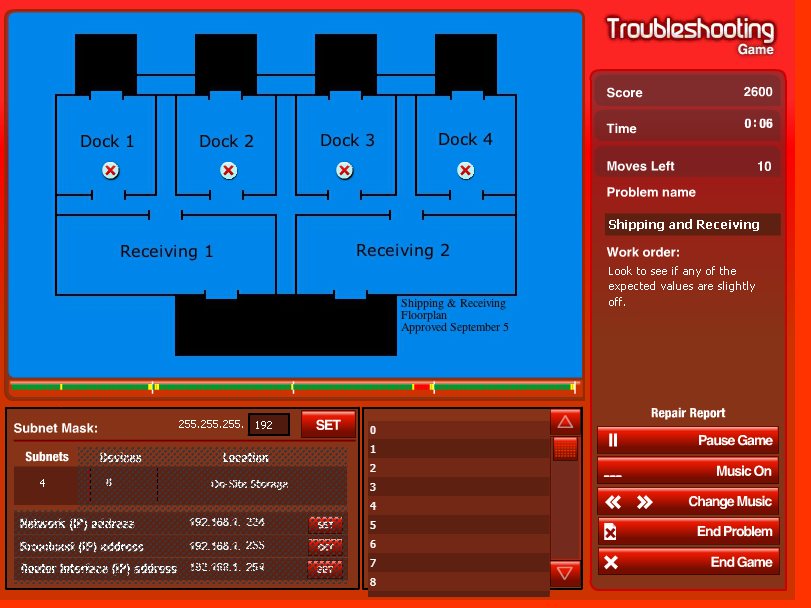 Troubleshooting
Game
Score 2600
Time 0:06
Moves Left 10
Problem name
Shipping and Receiving
Work order:
Look to see if any of the
expected values are slightly
off.
Dock 1
Dock 2
Dock 3
Dock 4
Receiving 1
Receiving 2
Shipping & Receiving
Floorplan
Approved September 5
Subnet Mask: 255.255.255. 192 SET
Subnets Devices Location
4 On-Site Storage
Network (IP) address 192.168.1. 224 SET
Broadcast (IP) address 192.168.1. 255 SET
Router Interface (IP) address 192.168.1. 254 SET
0
1
2
3
4
5
6
7
8
Repair Report
Pause Game
Music On
Change Music
End Problem
End Game